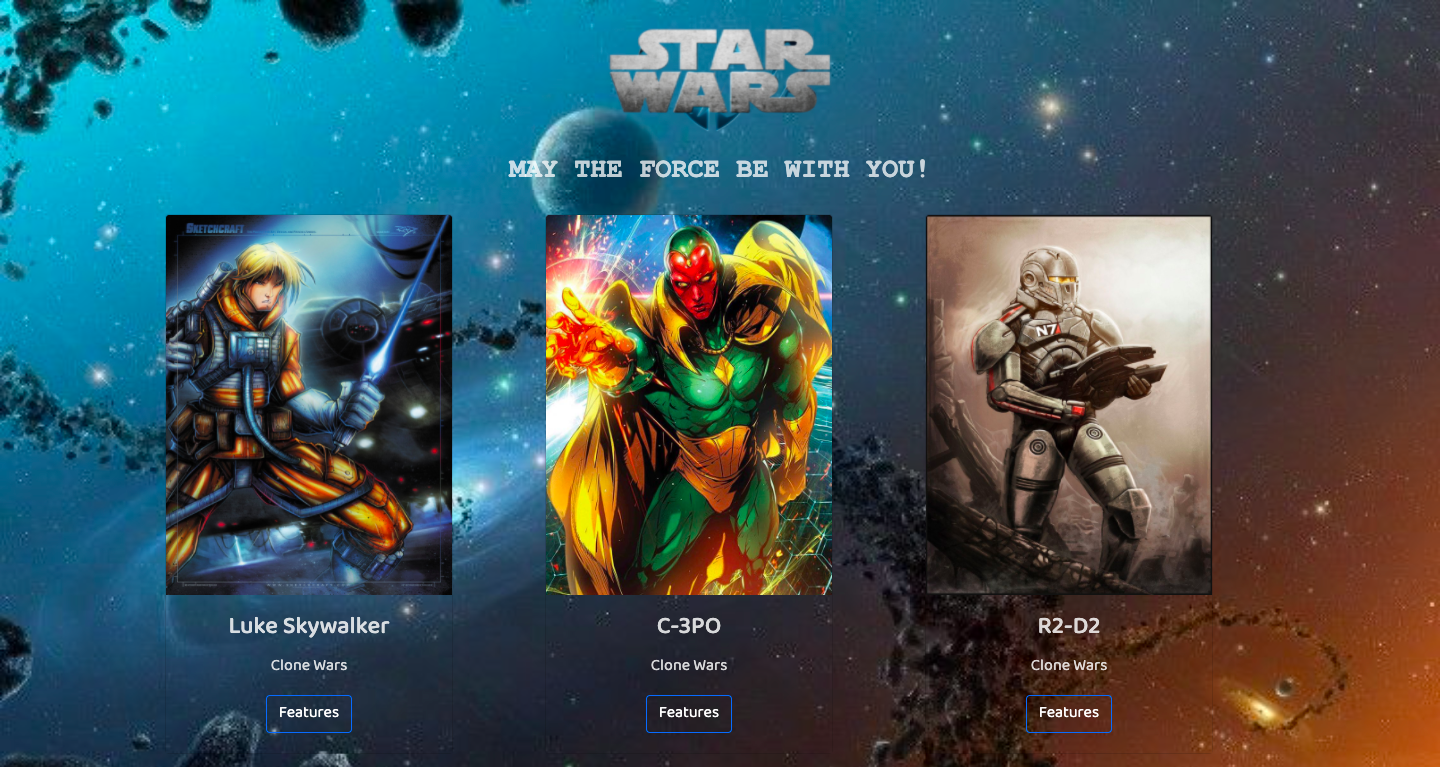 STAR
WARS
MAY THE FORCE BE WITH YOU!
SKETCHCRAFT
N7
Luke Skywalker
C-3PO
R2-D2
Clone Wars
Clone Wars
Clone Wars
Features
Features
Features